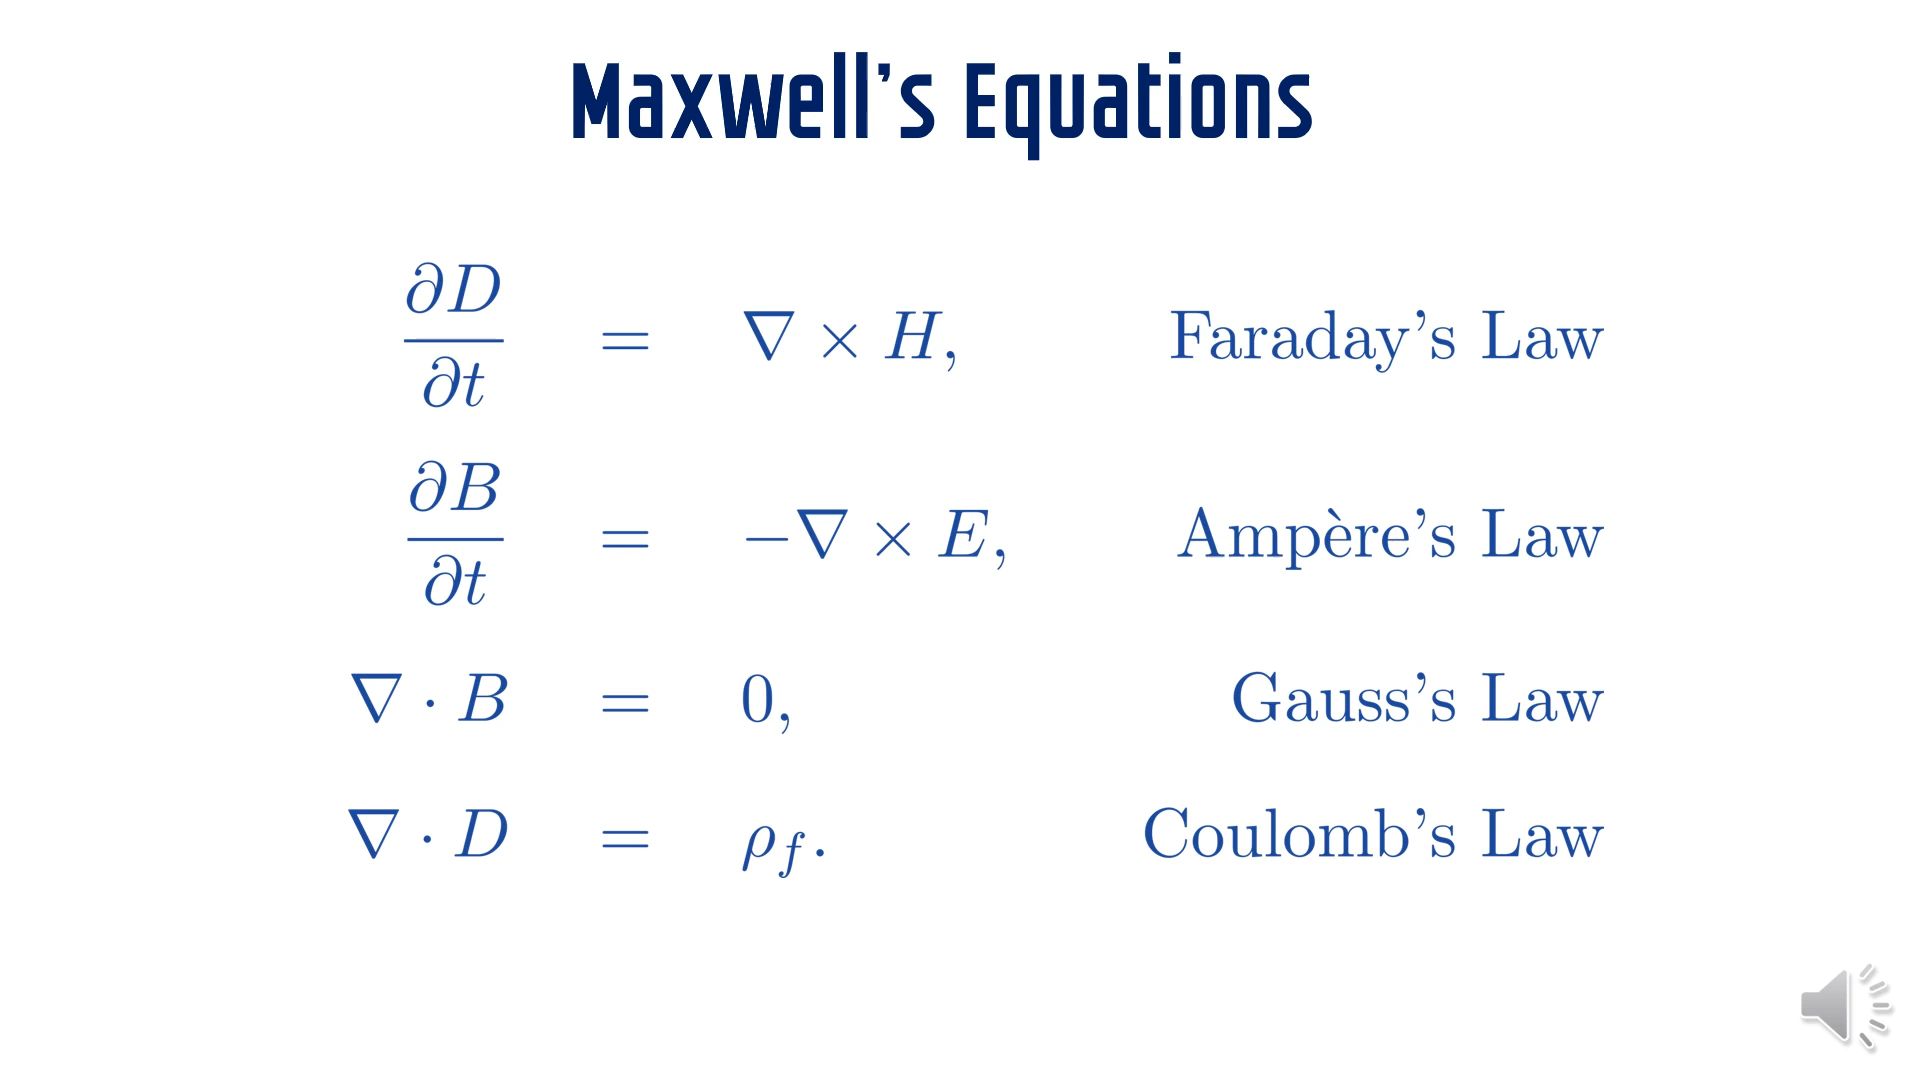 Maxwell's Equations
∂D/∂t = ∇ × H, Faraday's Law
∂B/∂t = −∇ × E, Ampère's Law
∇ · B = 0, Gauss's Law
∇ · D = ρ_f. Coulomb's Law